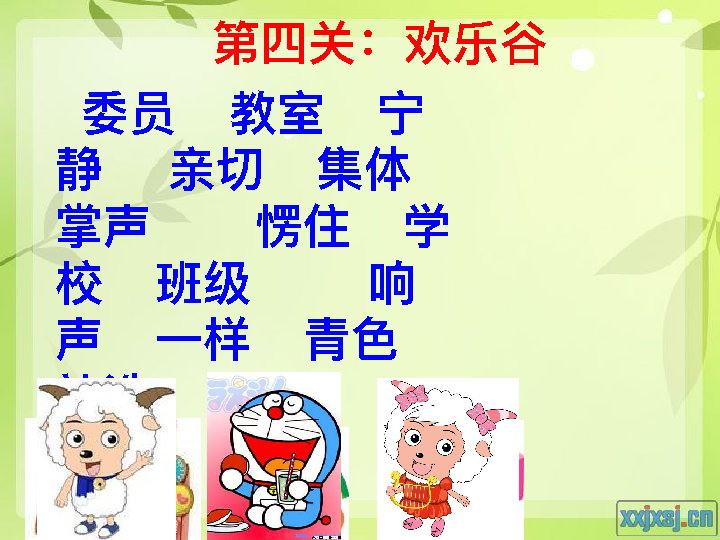 第四关：欢乐谷
委员 教室 宁
静 亲切 集体
掌声 愣住 学
校 班级 响
声 一样 青色
xxjxsj.cn